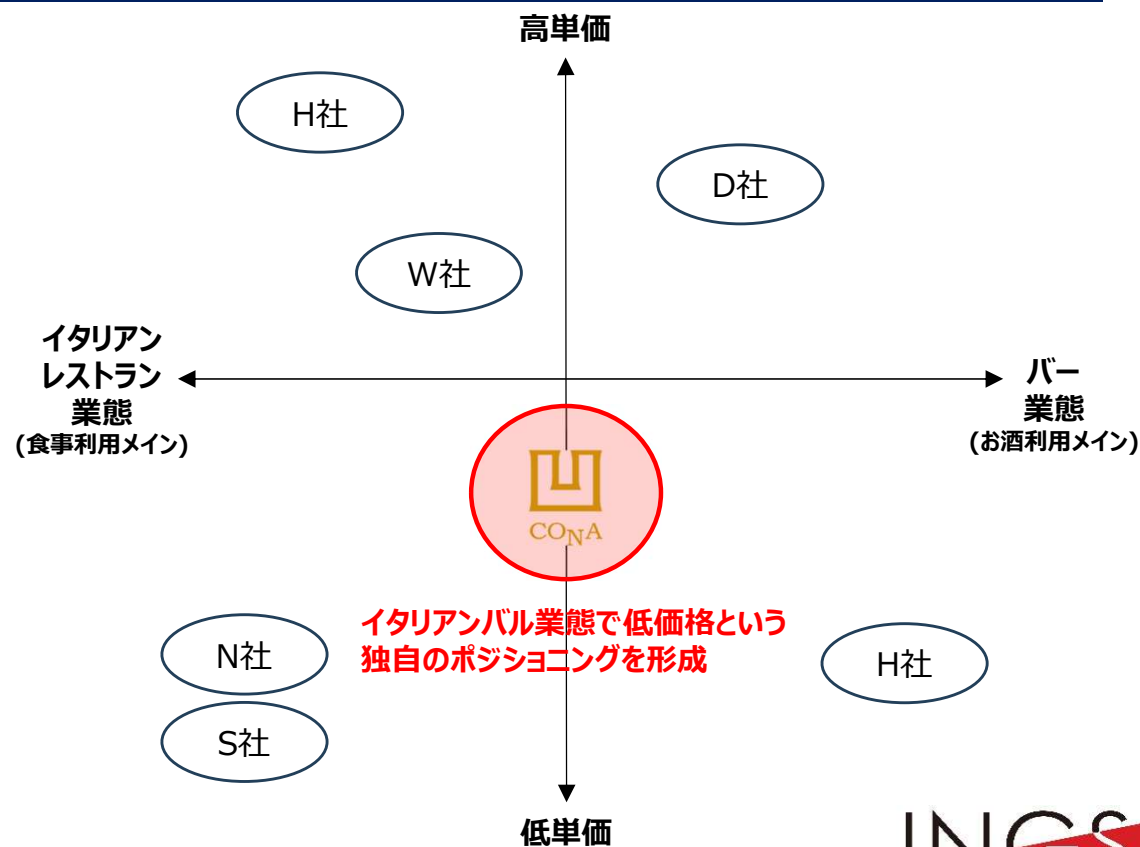 高単価
H社
D社
W社
イタリアン
レストラン
業態
(食事利用メイン)
バー
業態
(お酒利用メイン)
CONA
イタリアンバル業態で低価格という
独自のポジショニングを形成
N社
H社
S社
低単価
INGS